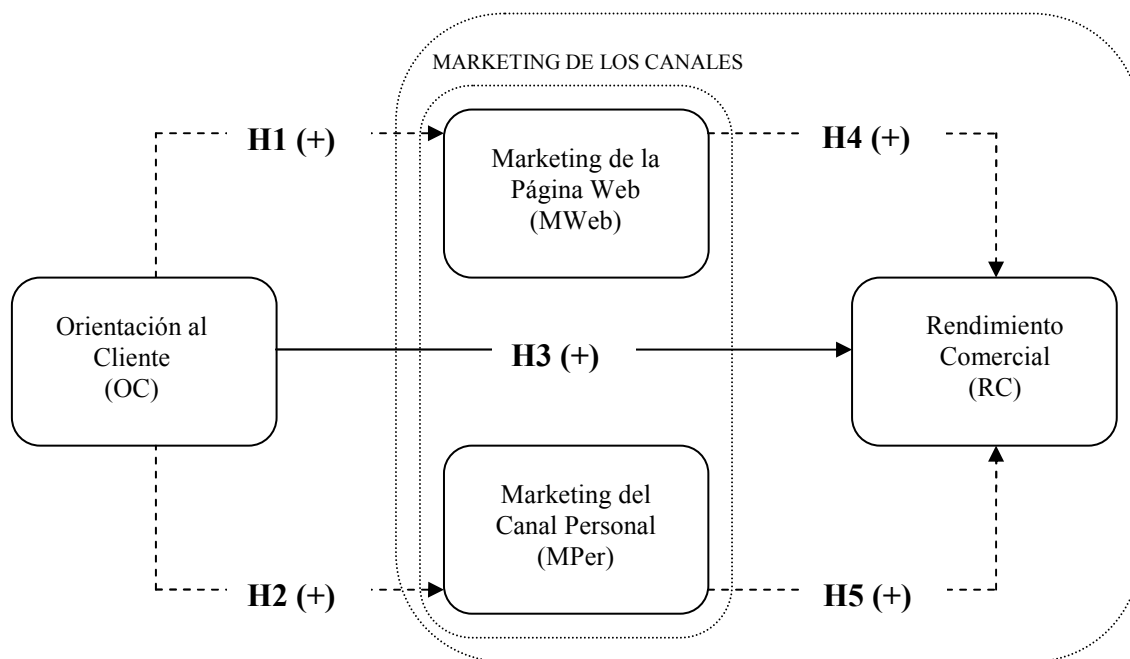 MARKETING DE LOS CANALES
H1 (+)
Marketing de la
Página Web
(MWeb)
H4 (+)
Orientación al
Cliente
(OC)
H3 (+)
Rendimiento
Comercial
(RC)
H2 (+)
Marketing del
Canal Personal
(MPer)
H5 (+)